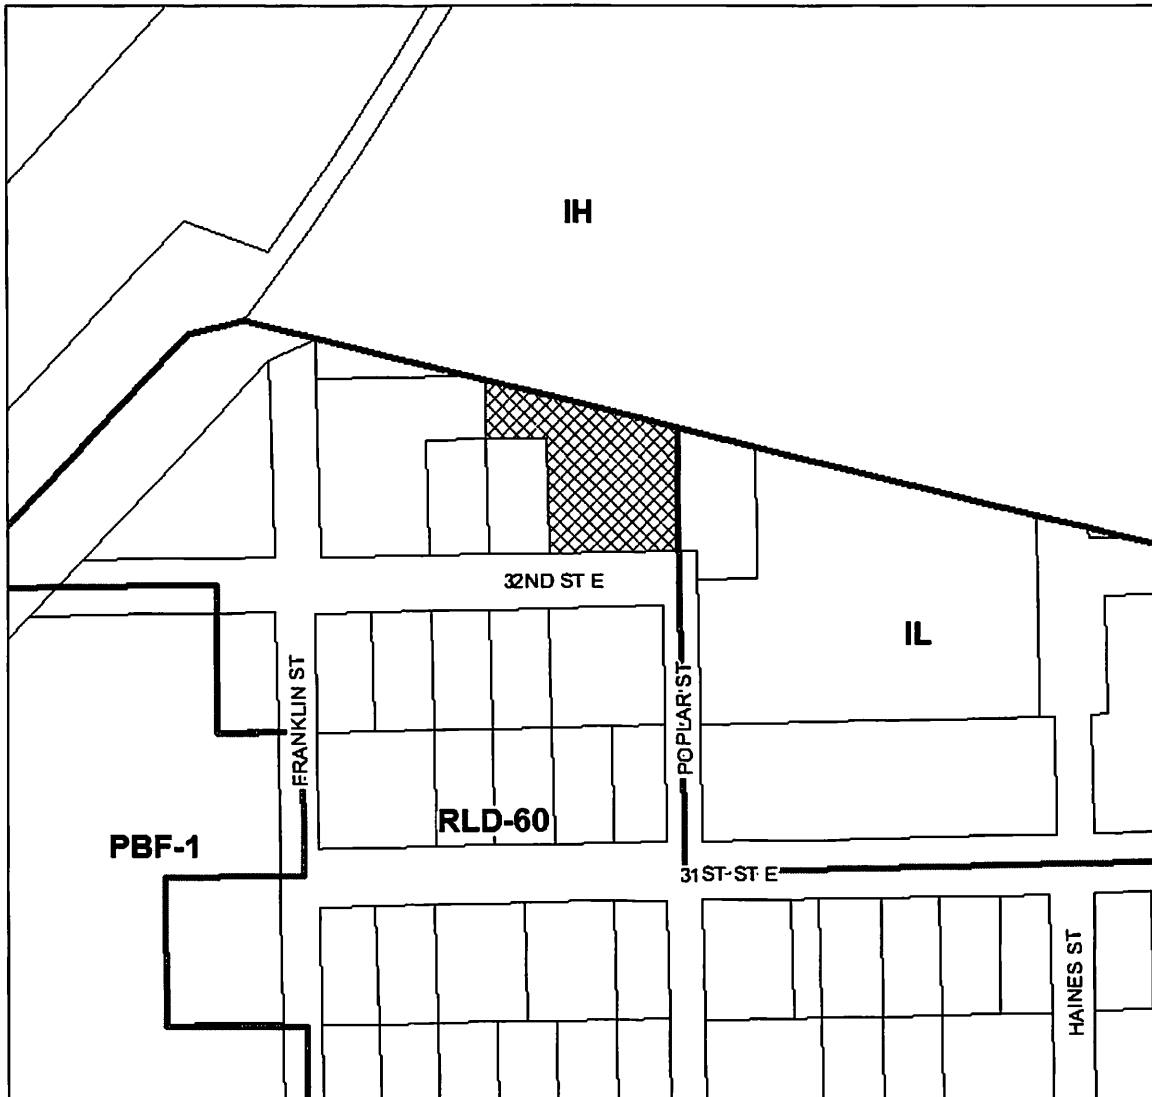 IH
32ND ST E
IL
FRANKLIN ST
POPLAR ST
RLD-60
PBF-1
31ST ST E
HAINES ST